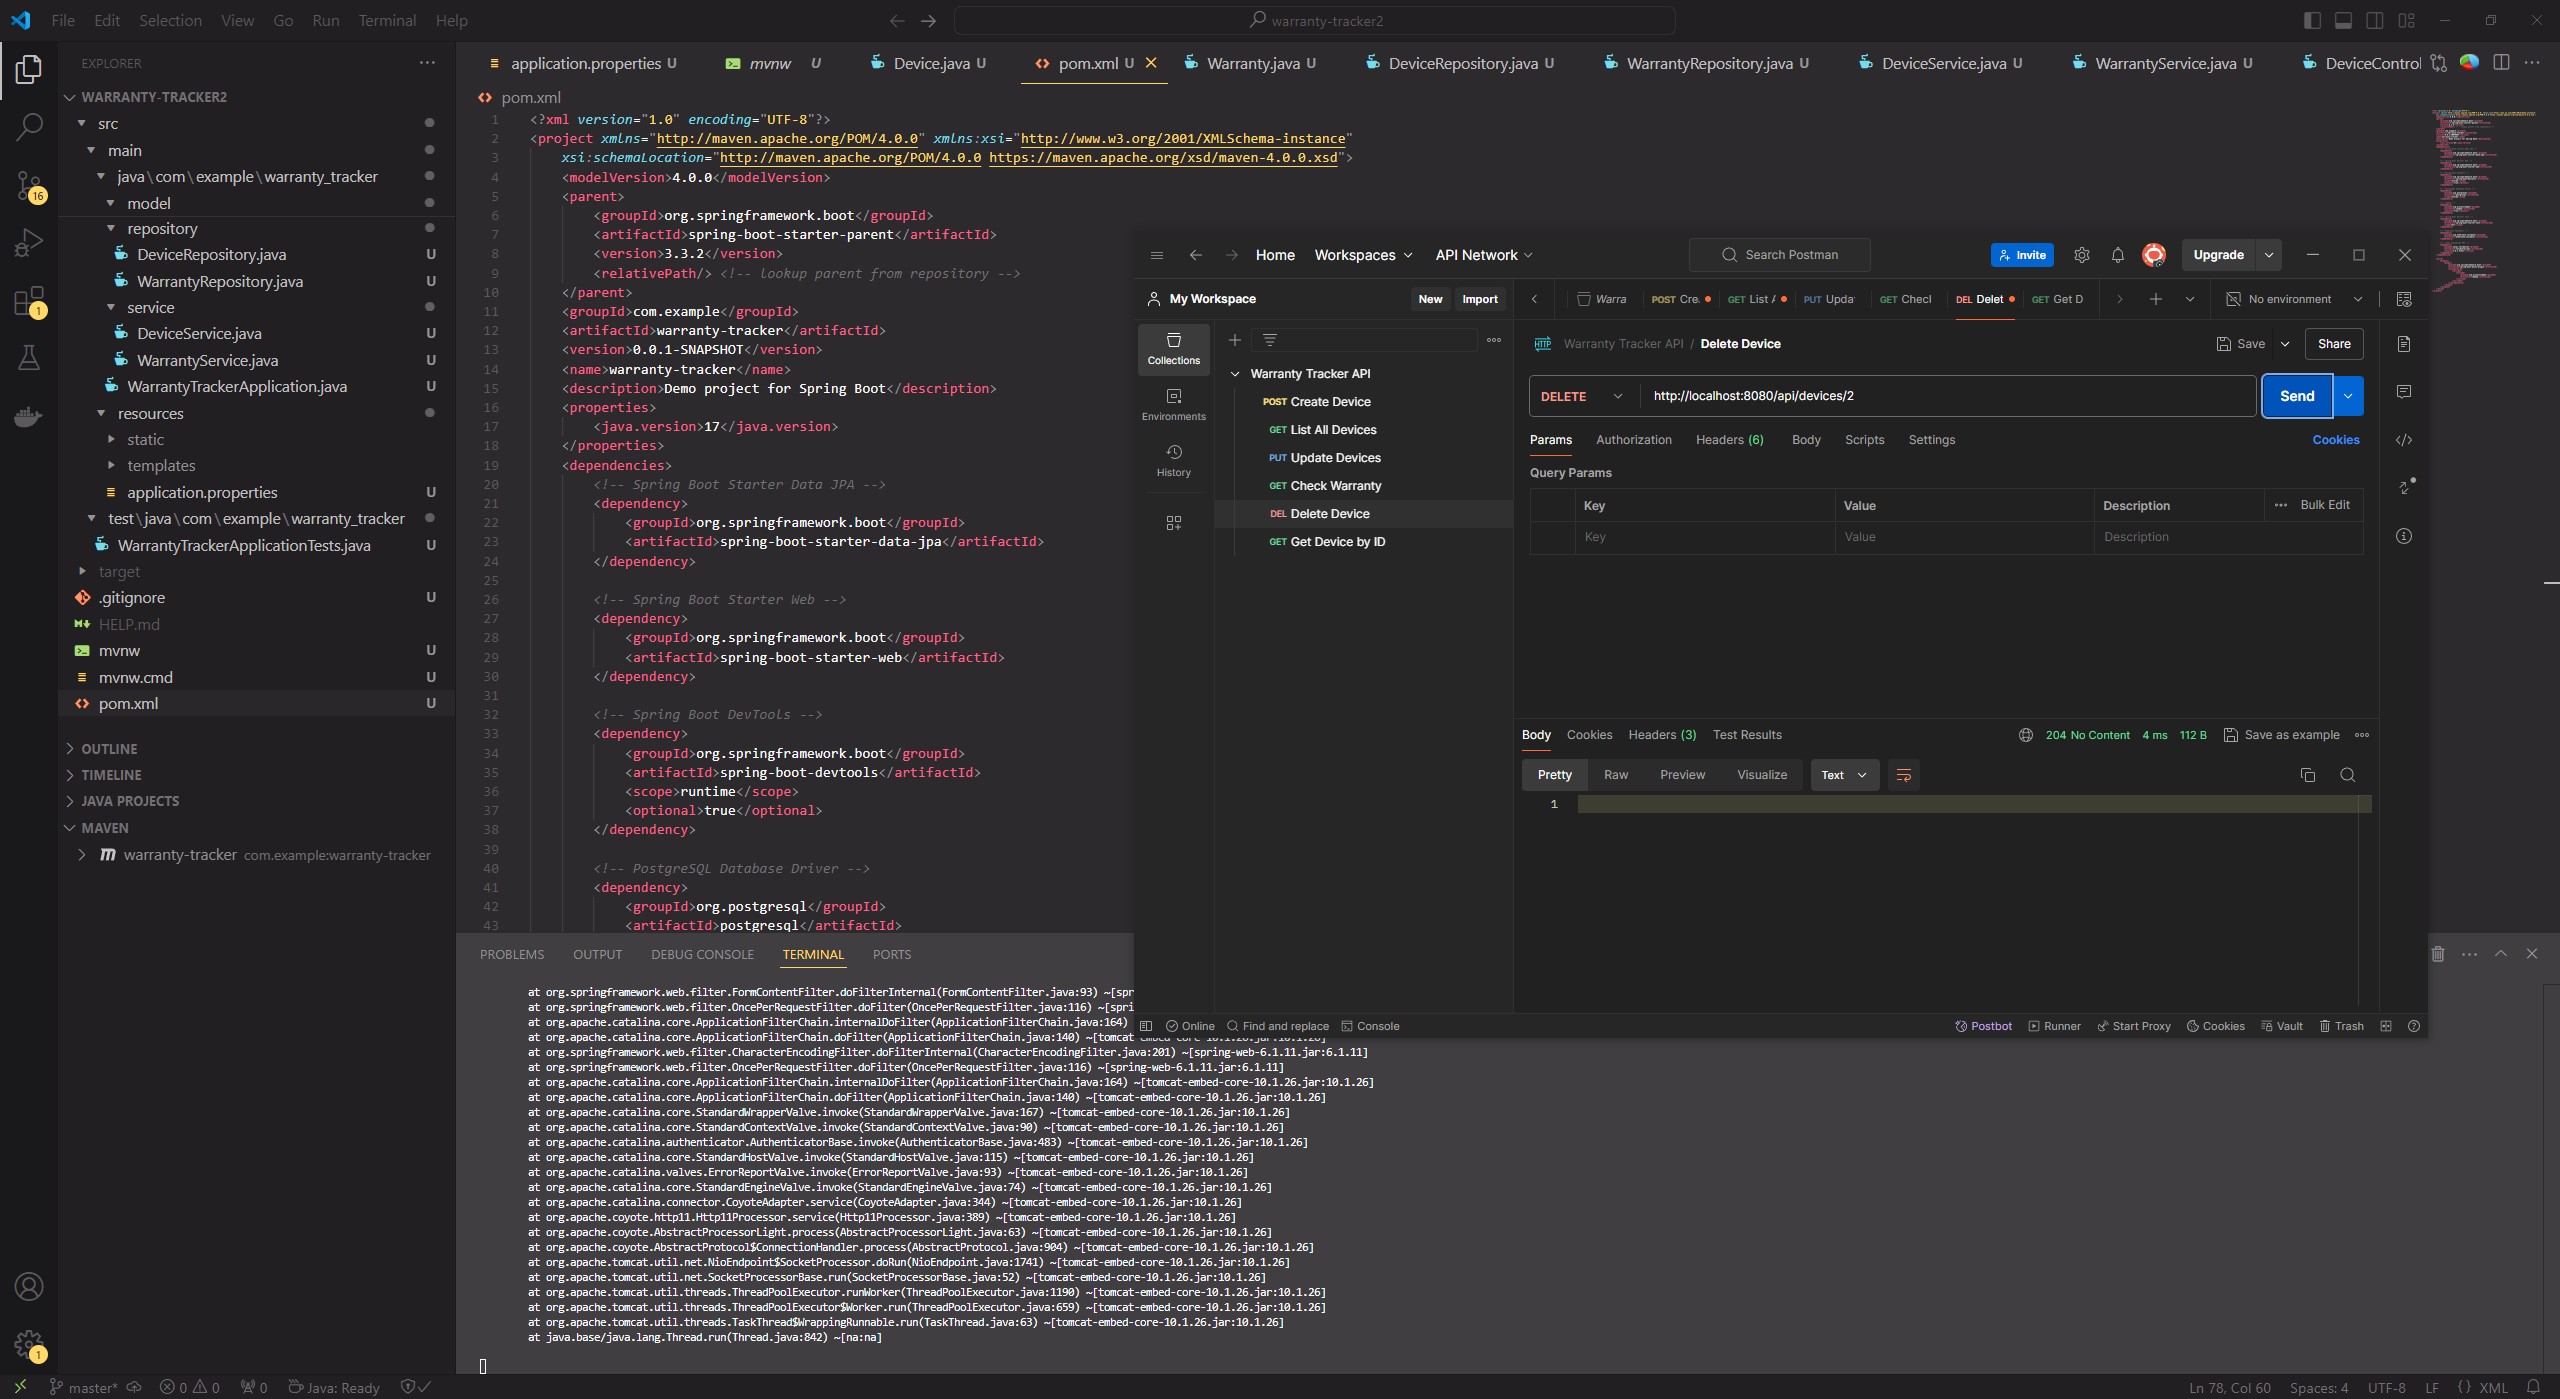 File Edit Selection View Go Run Terminal Help
warranty-tracker2
EXPLORER
WARRANTY-TRACKER2
src
main
java\com\example\warranty_tracker
model
repository
DeviceRepository.java U
WarrantyRepository.java U
service
DeviceService.java U
WarrantyService.java U
WarrantyTrackerApplication.java U
resources
static
templates
application.properties U
test\java\com\example\warranty_tracker
WarrantyTrackerApplicationTests.java U
target
.gitignore U
HELP.md
mvnw U
mvnw.cmd U
pom.xml U
OUTLINE
TIMELINE
JAVA PROJECTS
MAVEN
warranty-tracker com.example:warranty-tracker
16
1
1
application.properties U mvnw U Device.java U pom.xml U Warranty.java U DeviceRepository.java U WarrantyRepository.java U DeviceService.java U WarrantyService.java U DeviceControl
pom.xml
1 <?xml version="1.0" encoding="UTF-8"?>
2 <project xmlns="http://maven.apache.org/POM/4.0.0" xmlns:xsi="http://www.w3.org/2001/XMLSchema-instance"
3 xsi:schemaLocation="http://maven.apache.org/POM/4.0.0 https://maven.apache.org/xsd/maven-4.0.0.xsd">
4 <modelVersion>4.0.0</modelVersion>
5 <parent>
6 <groupId>org.springframework.boot</groupId>
7 <artifactId>spring-boot-starter-parent</artifactId>
8 <version>3.3.2</version>
9 <relativePath/> <!-- lookup parent from repository -->
10 </parent>
11 <groupId>com.example</groupId>
12 <artifactId>warranty-tracker</artifactId>
13 <version>0.0.1-SNAPSHOT</version>
14 <name>warranty-tracker</name>
15 <description>Demo project for Spring Boot</description>
16 <properties>
17 <java.version>17</java.version>
18 </properties>
19 <dependencies>
20 <!-- Spring Boot Starter Data JPA -->
21 <dependency>
22 <groupId>org.springframework.boot</groupId>
23 <artifactId>spring-boot-starter-data-jpa</artifactId>
24 </dependency>
25
26 <!-- Spring Boot Starter Web -->
27 <dependency>
28 <groupId>org.springframework.boot</groupId>
29 <artifactId>spring-boot-starter-web</artifactId>
30 </dependency>
31
32 <!-- Spring Boot DevTools -->
33 <dependency>
34 <groupId>org.springframework.boot</groupId>
35 <artifactId>spring-boot-devtools</artifactId>
36 <scope>runtime</scope>
37 <optional>true</optional>
38 </dependency>
39
40 <!-- PostgreSQL Database Driver -->
41 <dependency>
42 <groupId>org.postgresql</groupId>
43 <artifactId>postgresql</artifactId>
Home Workspaces API Network Search Postman Invite Upgrade
My Workspace New Import
Warra POST Cre. GET List A PUT Upda GET Checl DEL Delet GET Get D No environment
Collections
Environments
History
Warranty Tracker API
POST Create Device
GET List All Devices
PUT Update Devices
GET Check Warranty
DEL Delete Device
GET Get Device by ID
HTTP Warranty Tracker API / Delete Device Save Share
DELETE http://localhost:8080/api/devices/2 Send
Params Authorization Headers (6) Body Scripts Settings Cookies
Query Params
Key Value Description Bulk Edit
Key Value Description
Body Cookies Headers (3) Test Results 204 No Content 4 ms 112 B Save as example
Pretty Raw Preview Visualize Text
1
Online Find and replace Console Postbot Runner Start Proxy Cookies Vault Trash
PROBLEMS OUTPUT DEBUG CONSOLE TERMINAL PORTS
at org.springframework.web.filter.FormContentFilter.doFilterInternal(FormContentFilter.java:93) ~[spr
at org.springframework.web.filter.OncePerRequestFilter.doFilter(OncePerRequestFilter.java:116) ~[spri
at org.apache.catalina.core.ApplicationFilterChain.internalDoFilter(ApplicationFilterChain.java:164)
at org.apache.catalina.core.ApplicationFilterChain.doFilter(ApplicationFilterChain.java:140) ~[tomcat-embed-core-10.1.26.jar:10.1.26]
at org.springframework.web.filter.CharacterEncodingFilter.doFilterInternal(CharacterEncodingFilter.java:201) ~[spring-web-6.1.11.jar:6.1.11]
at org.springframework.web.filter.OncePerRequestFilter.doFilter(OncePerRequestFilter.java:116) ~[spring-web-6.1.11.jar:6.1.11]
at org.apache.catalina.core.ApplicationFilterChain.internalDoFilter(ApplicationFilterChain.java:164) ~[tomcat-embed-core-10.1.26.jar:10.1.26]
at org.apache.catalina.core.ApplicationFilterChain.doFilter(ApplicationFilterChain.java:140) ~[tomcat-embed-core-10.1.26.jar:10.1.26]
at org.apache.catalina.core.StandardWrapperValve.invoke(StandardWrapperValve.java:167) ~[tomcat-embed-core-10.1.26.jar:10.1.26]
at org.apache.catalina.core.StandardContextValve.invoke(StandardContextValve.java:90) ~[tomcat-embed-core-10.1.26.jar:10.1.26]
at org.apache.catalina.authenticator.AuthenticatorBase.invoke(AuthenticatorBase.java:483) ~[tomcat-embed-core-10.1.26.jar:10.1.26]
at org.apache.catalina.core.StandardHostValve.invoke(StandardHostValve.java:115) ~[tomcat-embed-core-10.1.26.jar:10.1.26]
at org.apache.catalina.valves.ErrorReportValve.invoke(ErrorReportValve.java:93) ~[tomcat-embed-core-10.1.26.jar:10.1.26]
at org.apache.catalina.core.StandardEngineValve.invoke(StandardEngineValve.java:74) ~[tomcat-embed-core-10.1.26.jar:10.1.26]
at org.apache.catalina.connector.CoyoteAdapter.service(CoyoteAdapter.java:344) ~[tomcat-embed-core-10.1.26.jar:10.1.26]
at org.apache.coyote.http11.Http11Processor.service(Http11Processor.java:389) ~[tomcat-embed-core-10.1.26.jar:10.1.26]
at org.apache.coyote.AbstractProcessorLight.process(AbstractProcessorLight.java:63) ~[tomcat-embed-core-10.1.26.jar:10.1.26]
at org.apache.coyote.AbstractProtocol$ConnectionHandler.process(AbstractProtocol.java:904) ~[tomcat-embed-core-10.1.26.jar:10.1.26]
at org.apache.tomcat.util.net.NioEndpoint$SocketProcessor.doRun(NioEndpoint.java:1741) ~[tomcat-embed-core-10.1.26.jar:10.1.26]
at org.apache.tomcat.util.net.SocketProcessorBase.run(SocketProcessorBase.java:52) ~[tomcat-embed-core-10.1.26.jar:10.1.26]
at org.apache.tomcat.util.threads.ThreadPoolExecutor.runWorker(ThreadPoolExecutor.java:1190) ~[tomcat-embed-core-10.1.26.jar:10.1.26]
at org.apache.tomcat.util.threads.ThreadPoolExecutor$Worker.run(ThreadPoolExecutor.java:659) ~[tomcat-embed-core-10.1.26.jar:10.1.26]
at org.apache.tomcat.util.threads.TaskThread$WrappingRunnable.run(TaskThread.java:63) ~[tomcat-embed-core-10.1.26.jar:10.1.26]
at java.base/java.lang.Thread.run(Thread.java:842) ~[na:na]
master* 0 0 0 Java: Ready Ln 78, Col 60 Spaces: 4 UTF-8 LF XML